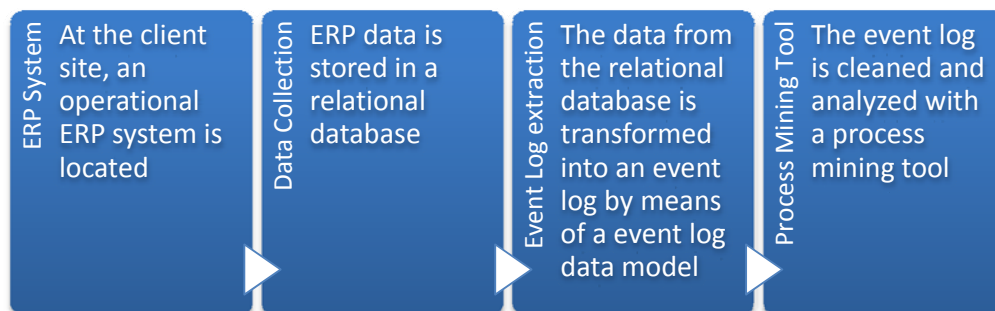 ERP System
At the client
site, an
operational
ERP system is
located
Data Collection
ERP data is
stored in a
relational
database
Event Log extraction
The data from
the relational
database is
transformed
into an event
log by means
of a event log
data model
Process Mining Tool
The event log
is cleaned and
analyzed with
a process
mining tool